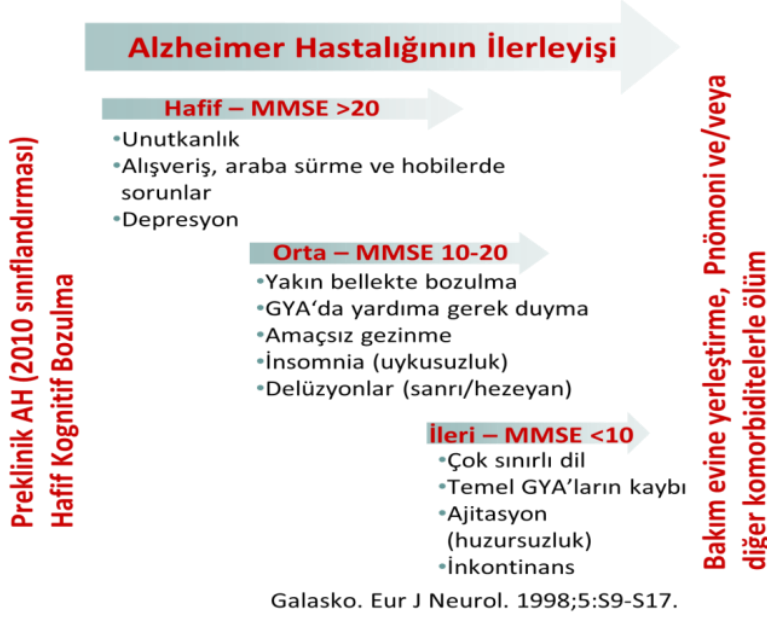 Alzheimer Hastalığının İlerleyişi
Preklinik AH (2010 sınıflandırması)
Hafif Kognitif Bozulma
Hafif – MMSE >20
•Unutkanlık
•Alışveriş, araba sürme ve hobilerde
sorunlar
•Depresyon
Orta – MMSE 10-20
•Yakın bellekte bozulma
•GYA‘da yardıma gerek duyma
•Amaçsız gezinme
•İnsomnia (uykusuzluk)
•Delüzyonlar (sanrı/hezeyan)
İleri – MMSE <10
•Çok sınırlı dil
•Temel GYA’ların kaybı
•Ajitasyon
(huzursuzluk)
•İnkontinans
Bakım evine yerleştirme, Pnömoni ve/veya
diğer komorbiditelerle ölüm
Galasko. Eur J Neurol. 1998;5:S9-S17.